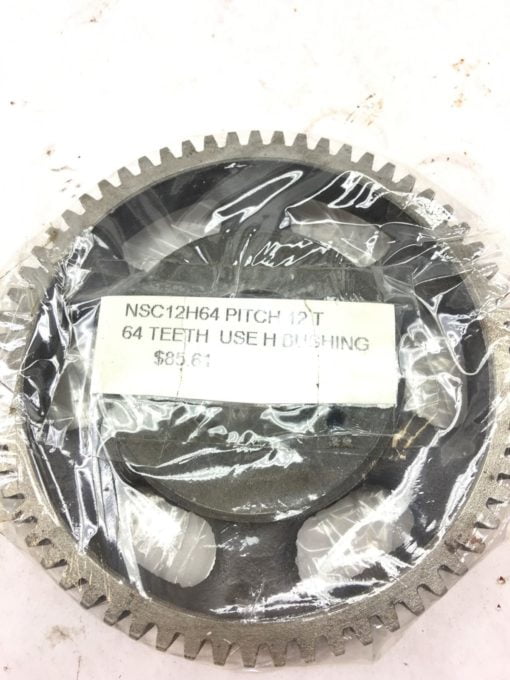 NSC12H64 PITCH 12 T
64 TEETH USE H BUSHING
$85.61